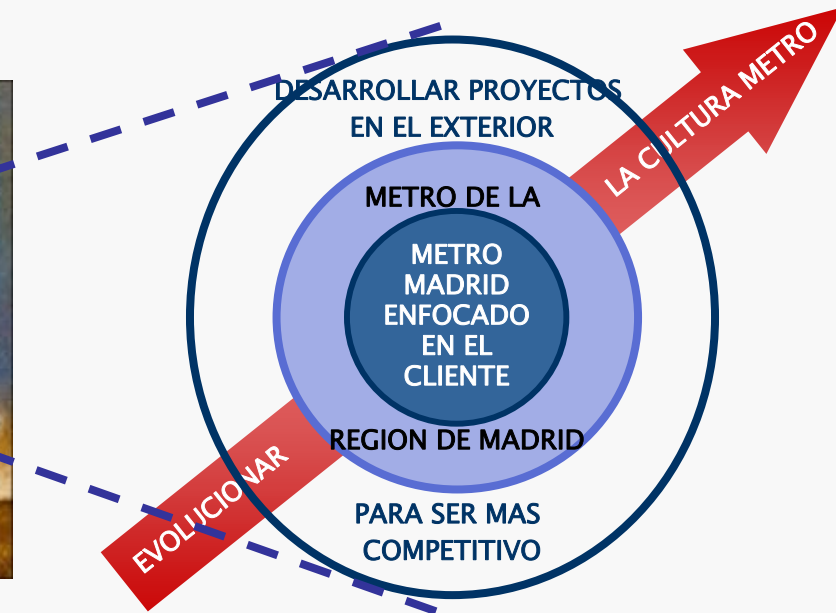 DESARROLLAR PROYECTOS
EN EL EXTERIOR
METRO DE LA
METRO
MADRID
ENFOCADO
EN EL
CLIENTE
REGION DE MADRID
PARA SER MAS
COMPETITIVO
EVOLUCIONAR
LA CULTURA METRO